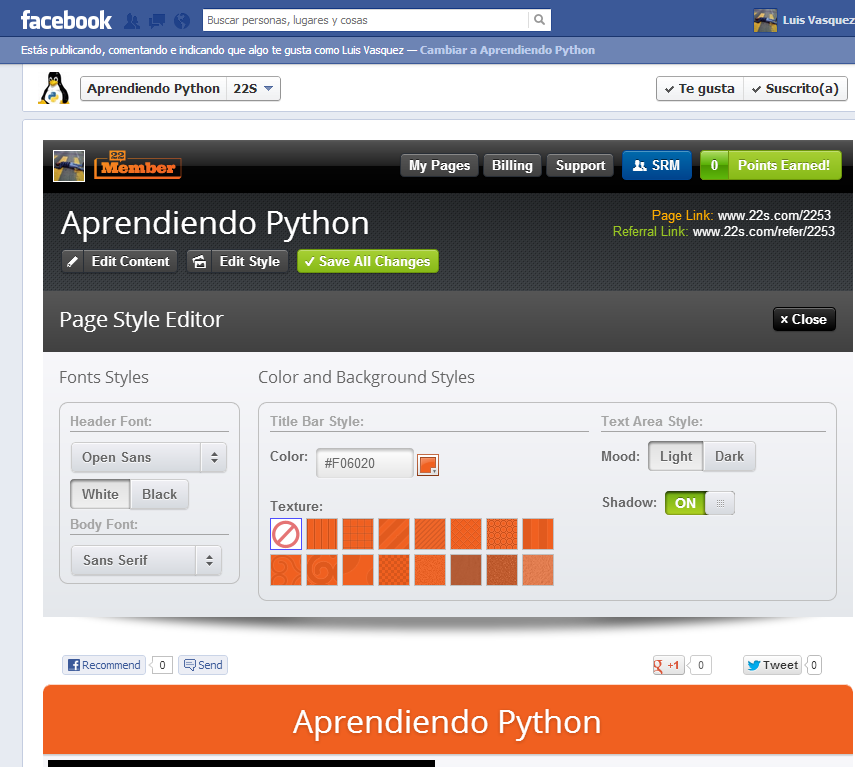 facebook Buscar personas, lugares y cosas Luis Vasquez
Estás publicando, comentando e indicando que algo te gusta como Luis Vasquez — Cambiar a Aprendiendo Python
Aprendiendo Python 22S Te gusta Suscrito(a)
22 Member My Pages Billing Support SRM 0 Points Earned!
Aprendiendo Python
Page Link: www.22s.com/2253
Referral Link: www.22s.com/refer/2253
Edit Content Edit Style Save All Changes
Page Style Editor x Close
Fonts Styles Color and Background Styles
Header Font: Title Bar Style: Text Area Style:
Open Sans Color: #F06020 Mood: Light Dark
White Black
Texture: Shadow: ON
Body Font:
Sans Serif
Recommend 0 Send g +1 0 Tweet 0
Aprendiendo Python